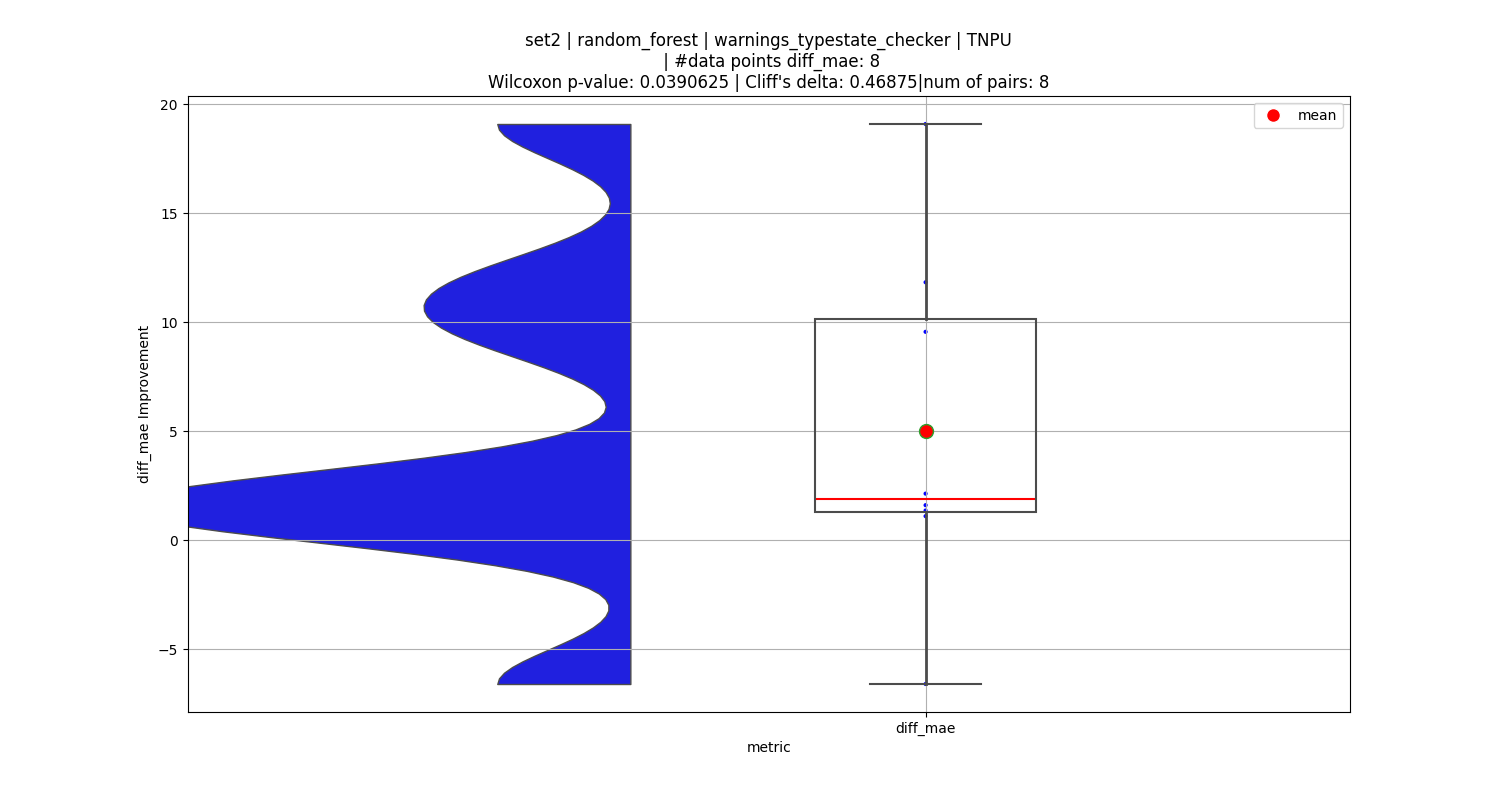 set2 | random_forest | warnings_typestate_checker | TNPU
| #data points diff_mae: 8
Wilcoxon p-value: 0.0390625 | Cliff's delta: 0.46875|num of pairs: 8
mean
20
15
10
5
0
−5
diff_mae Improvement
diff_mae
metric